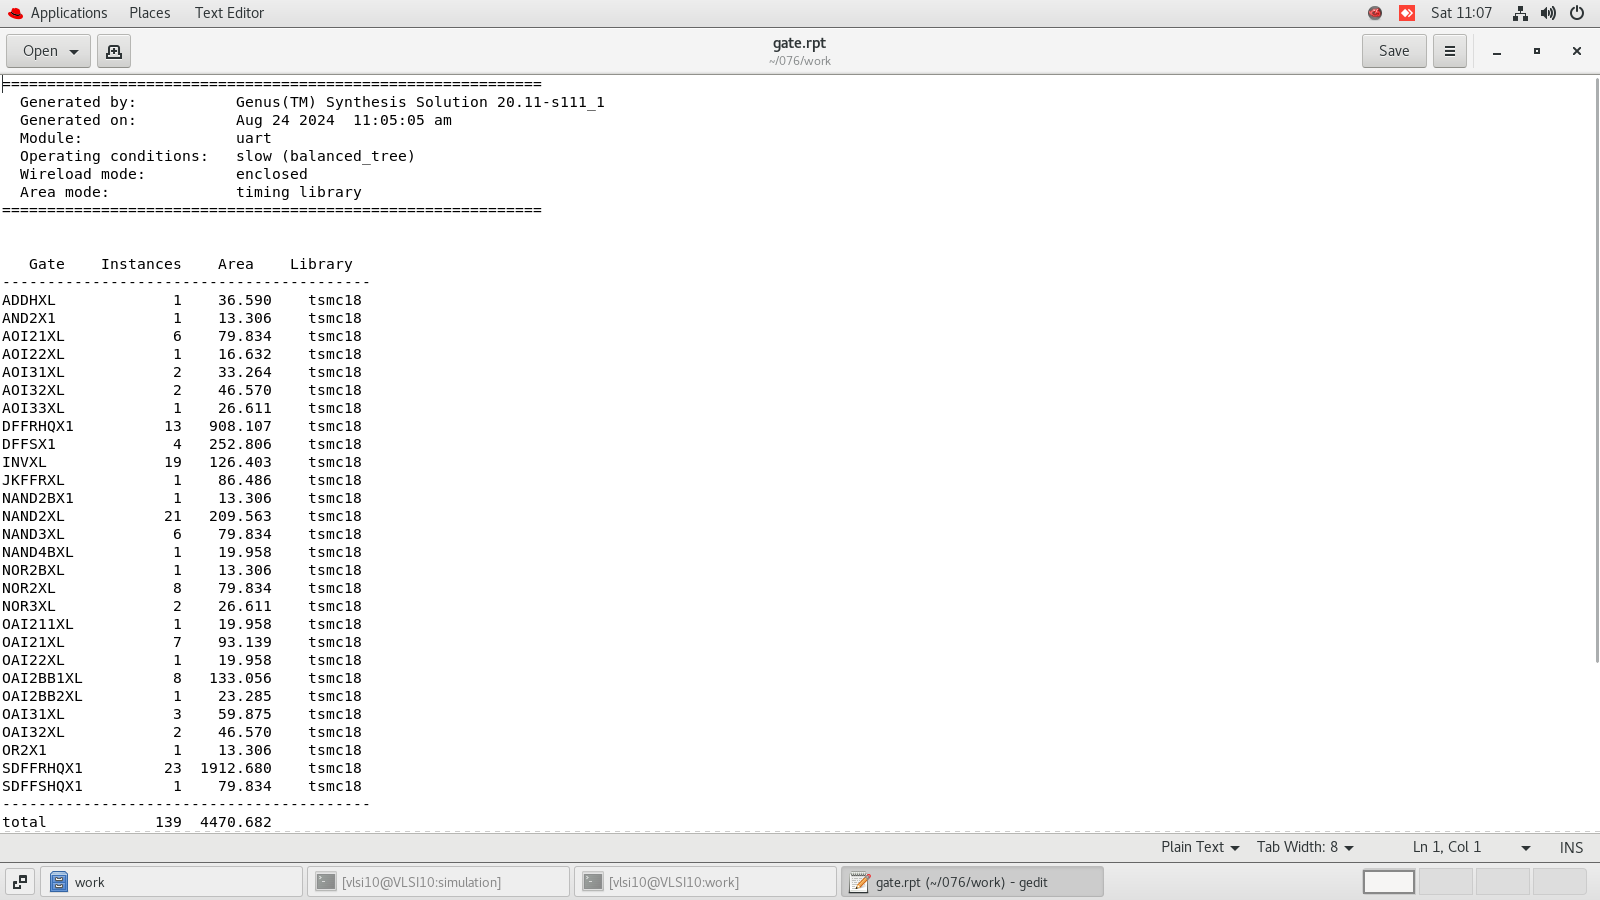 Applications Places Text Editor Sat 11:07
Open gate.rpt Save
~/076/work
============================================================
Generated by: Genus(TM) Synthesis Solution 20.11-s111_1
Generated on: Aug 24 2024 11:05:05 am
Module: uart
Operating conditions: slow (balanced_tree)
Wireload mode: enclosed
Area mode: timing library
============================================================
Gate Instances Area Library
-----------------------------------------
ADDHXL 1 36.590 tsmc18
AND2X1 1 13.306 tsmc18
AOI21XL 6 79.834 tsmc18
AOI22XL 1 16.632 tsmc18
AOI31XL 2 33.264 tsmc18
AOI32XL 2 46.570 tsmc18
AOI33XL 1 26.611 tsmc18
DFFRHQX1 13 908.107 tsmc18
DFFSX1 4 252.806 tsmc18
INVXL 19 126.403 tsmc18
JKFFRXL 1 86.486 tsmc18
NAND2BX1 1 13.306 tsmc18
NAND2XL 21 209.563 tsmc18
NAND3XL 6 79.834 tsmc18
NAND4BXL 1 19.958 tsmc18
NOR2BXL 1 13.306 tsmc18
NOR2XL 8 79.834 tsmc18
NOR3XL 2 26.611 tsmc18
OAI211XL 1 19.958 tsmc18
OAI21XL 7 93.139 tsmc18
OAI22XL 1 19.958 tsmc18
OAI2BB1XL 8 133.056 tsmc18
OAI2BB2XL 1 23.285 tsmc18
OAI31XL 3 59.875 tsmc18
OAI32XL 2 46.570 tsmc18
OR2X1 1 13.306 tsmc18
SDFFRHQX1 23 1912.680 tsmc18
SDFFSHQX1 1 79.834 tsmc18
-----------------------------------------
total 139 4470.682
Plain Text Tab Width: 8 Ln 1, Col 1 INS
work [vlsi10@VLSI10:simulation] [vlsi10@VLSI10:work] gate.rpt (~/076/work) - gedit